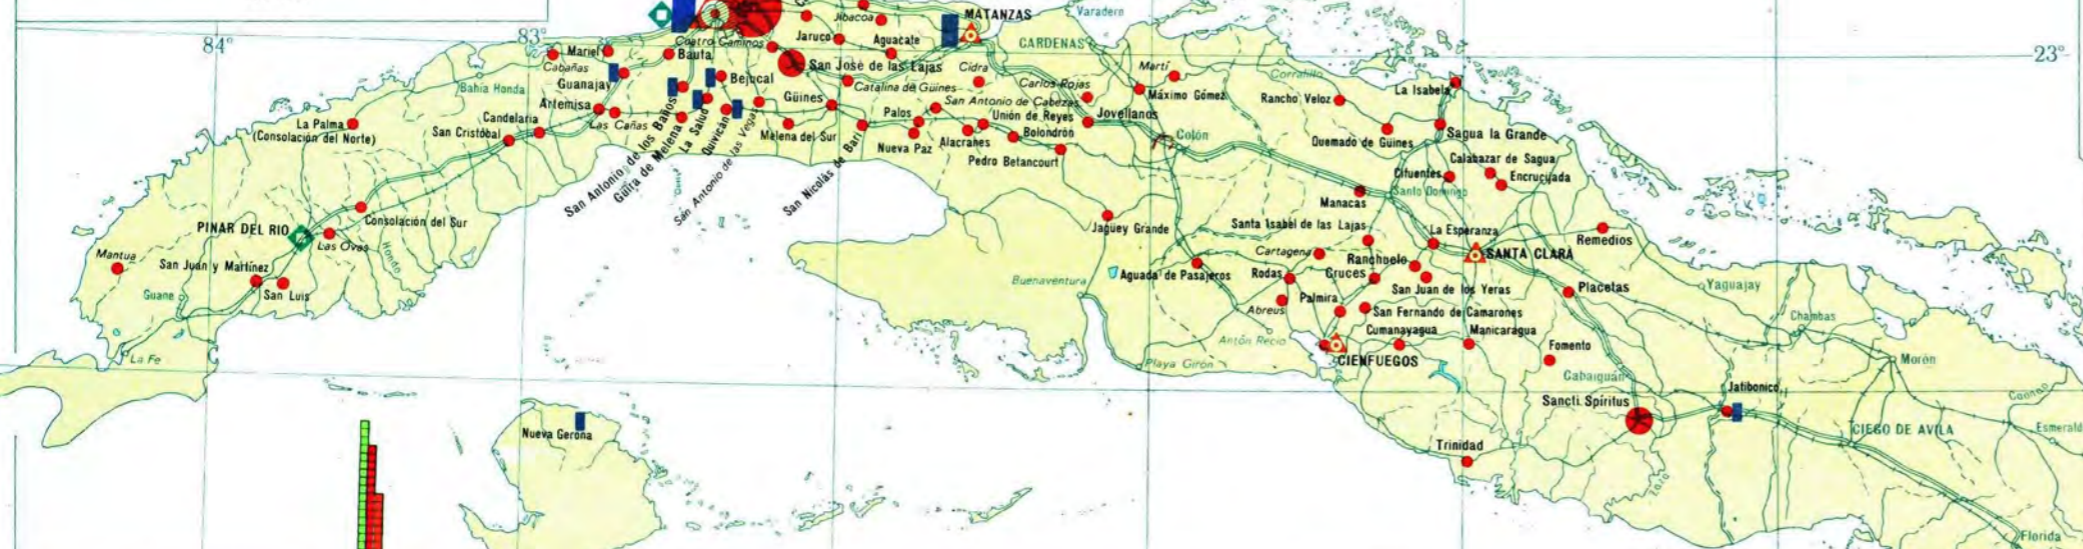 MATANZAS
Varadero
Jibacoa
84°
83°
23°
Cuatro Caminos
Jaruco
Aguacate
CARDENAS
Mariel
Bauta
Cabañas
San José de las Lajas
Cidra
Martí
Corralillo
Guanajay
Bejucal
Catalina de Güines
Carlos Rojas
Máximo Gómez
La Isabela
Bahía Honda
Rancho Veloz
Artemisa
Güines
San Antonio de Cabezas
Candelaria
Las Cañas
Palos
Unión de Reyes
Jovellanos
La Palma
(Consolación del Norte)
San Cristóbal
Melena del Sur
Bolondrón
Colón
Sagua la Grande
Nueva Paz
Alacranes
Quemado de Güines
Pedro Betancourt
Calabazar de Sagua
San Antonio de los Baños
Güira de Melena
La Salud
Quivicán
San Antonio de las Vegas
San Nicolás de Bari
Cifuentes
Encrucijada
Santo Domingo
Manacas
Consolación del Sur
PINAR DEL RIO
Las Ovas
Hondo
Jagüey Grande
Santa Isabel de las Lajas
La Esperanza
Remedios
Mantua
Cartagena
Ranchuelo
SANTA CLARA
San Juan y Martínez
Aguada de Pasajeros
Rodas
Cruces
Buenaventura
San Juan de los Yeras
Placetas
Yaguajay
Guane
San Luis
Palmira
Abreus
San Fernando de Camarones
Chambas
Cumanayagua
Manicaragua
Antón Recio
Fomento
La Fe
CIENFUEGOS
Playa Girón
Morón
Cabaiguán
Jatibonico
Sancti Spíritus
Nueva Gerona
CIEGO DE AVILA
Esmerald
Trinidad
Zaza
Florida